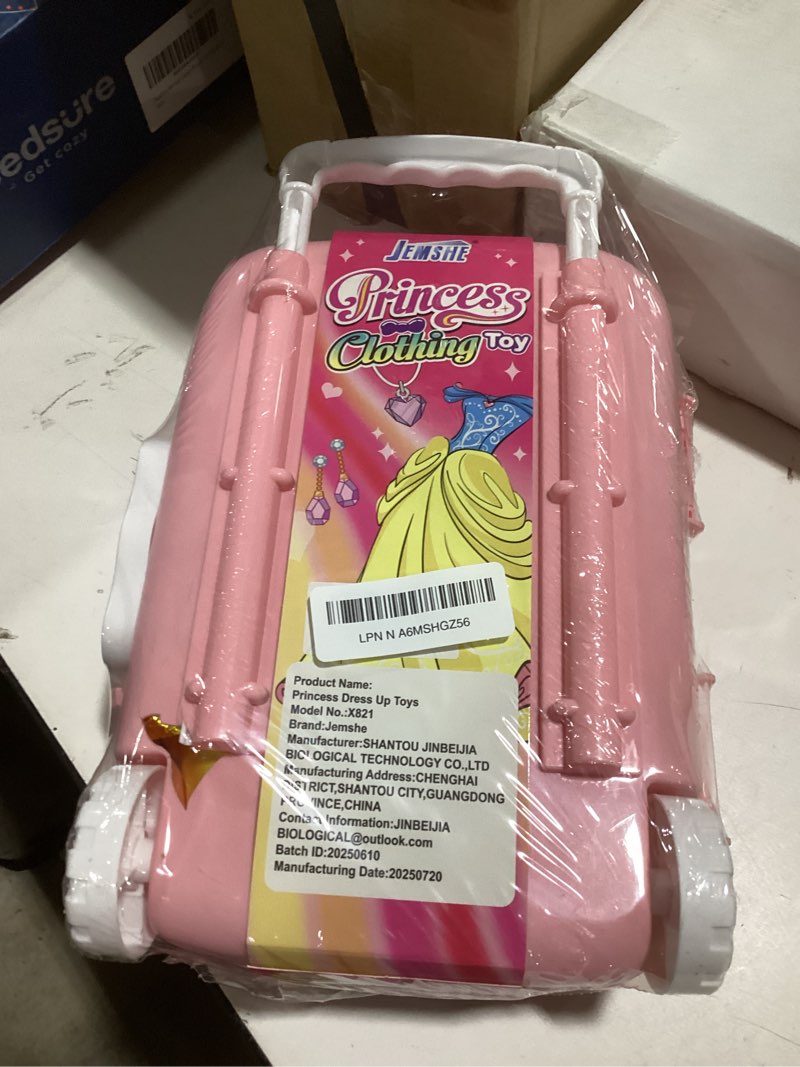 edsure
Get cozy
JEMSHE
Princess
Clothing Toy
LPN N A6MSHGZ56
Product Name:
Princess Dress Up Toys
Model No.:X821
Brand:Jemshe
Manufacturer:SHANTOU JINBEIJIA
BIOLOGICAL TECHNOLOGY CO.,LTD
Manufacturing Address:CHENGHAI
DISTRICT,SHANTOU CITY,GUANGDONG
PROVINCE,CHINA
Contact Information:JINBEIJIA
BIOLOGICAL@outlook.com
Batch ID:20250610
Manufacturing Date:20250720